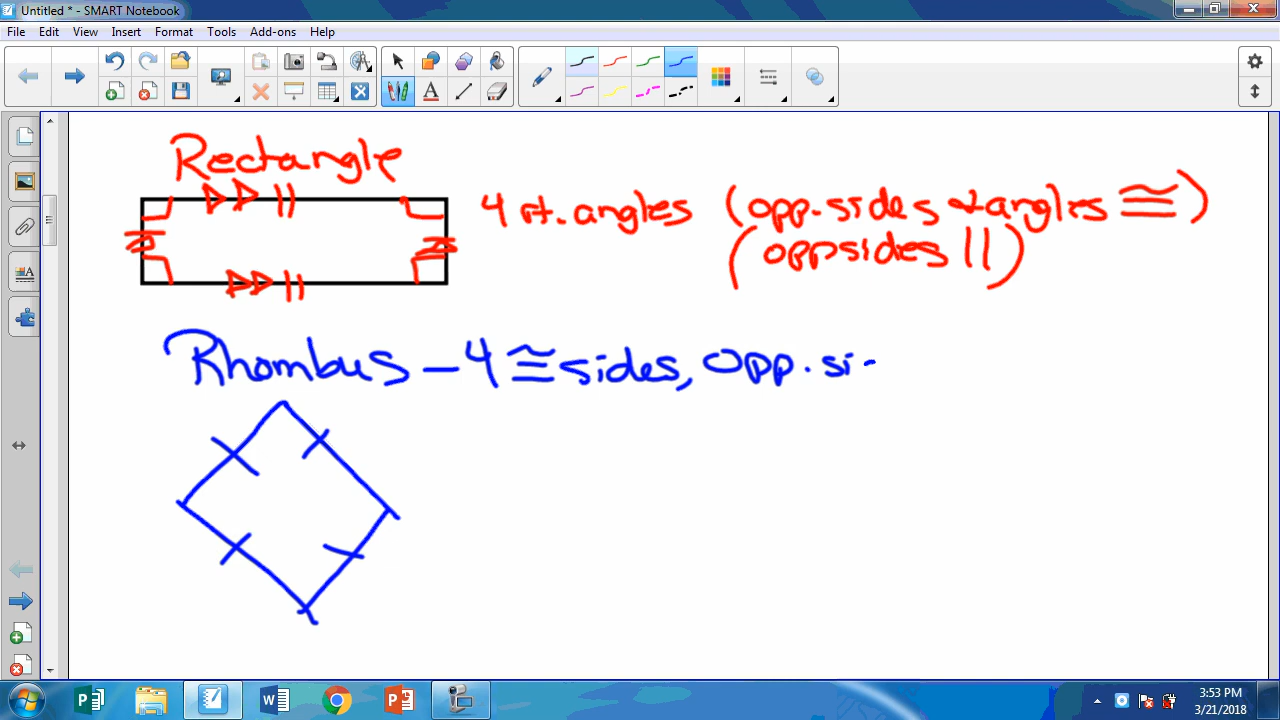 Untitled * - SMART Notebook
File Edit View Insert Format Tools Add-ons Help
Rectangle
4 rt. angles (opp. sides + angles ≅)
(opp sides ||)
Rhombus - 4 ≅ sides, opp. si
3:53 PM
3/21/2018